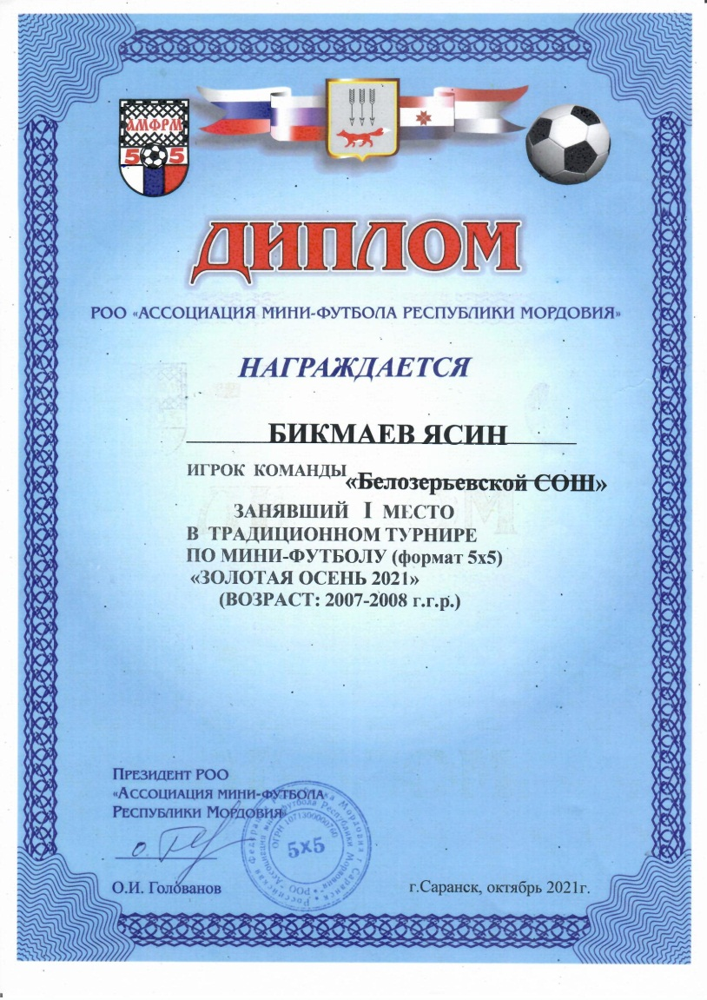 АМФРМ
5 5
ДИПЛОМ
РОО «АССОЦИАЦИЯ МИНИ-ФУТБОЛА РЕСПУБЛИКИ МОРДОВИЯ»
НАГРАЖДАЕТСЯ
БИКМАЕВ ЯСИН
ИГРОК КОМАНДЫ «Белозерьевской СОШ»
ЗАНЯВШИЙ I МЕСТО
В ТРАДИЦИОННОМ ТУРНИРЕ
ПО МИНИ-ФУТБОЛУ (формат 5х5)
«ЗОЛОТАЯ ОСЕНЬ 2021»
(ВОЗРАСТ: 2007-2008 г.г.р.)
ПРЕЗИДЕНТ РОО
«АССОЦИАЦИЯ МИНИ-ФУТБОЛА
РЕСПУБЛИКИ МОРДОВИЯ»
5х5
О.И. Голованов
г.Саранск, октябрь 2021г.